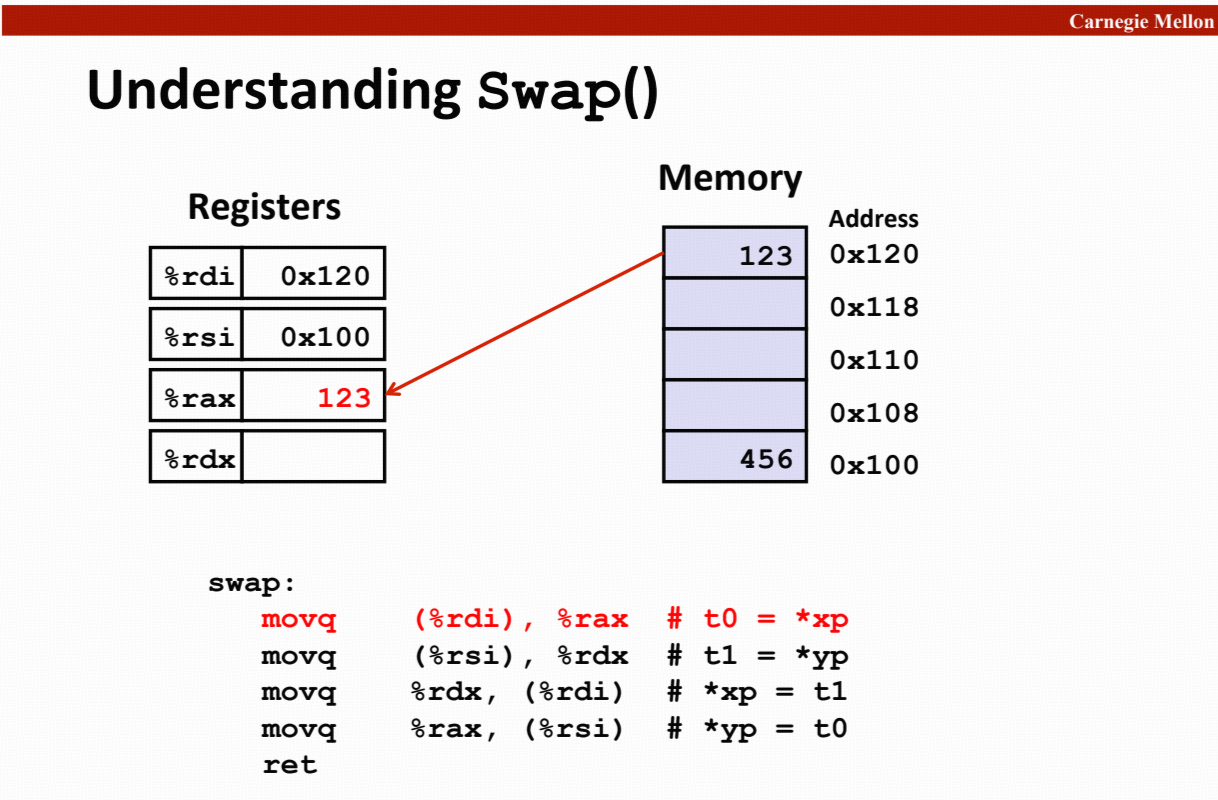 Carnegie Mellon
Understanding Swap()
Registers
%rdi 0x120
%rsi 0x100
%rax 123
%rdx
Memory
Address
123 0x120
0x118
0x110
0x108
456 0x100
swap:
movq (%rdi), %rax # t0 = *xp
movq (%rsi), %rdx # t1 = *yp
movq %rdx, (%rdi) # *xp = t1
movq %rax, (%rsi) # *yp = t0
ret